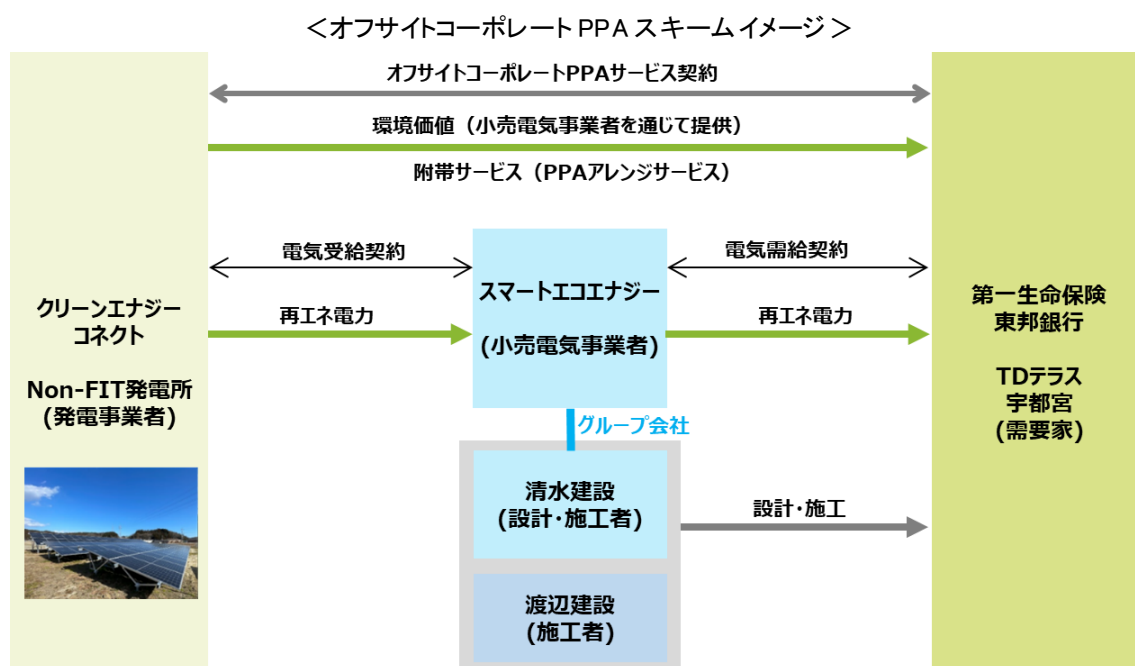 ＜オフサイトコーポレート PPA スキーム イメージ＞
オフサイトコーポレートPPAサービス契約
環境価値（小売電気事業者を通じて提供）
附帯サービス（PPAアレンジサービス）
電気受給契約
電気需給契約
クリーンエナジー
コネクト
Non-FIT発電所
(発電事業者)
再エネ電力
スマートエコエナジー
(小売電気事業者)
再エネ電力
第一生命保険
東邦銀行
TDテラス
宇都宮
(需要家)
グループ会社
清水建設
(設計・施工者)
設計・施工
渡辺建設
(施工者)